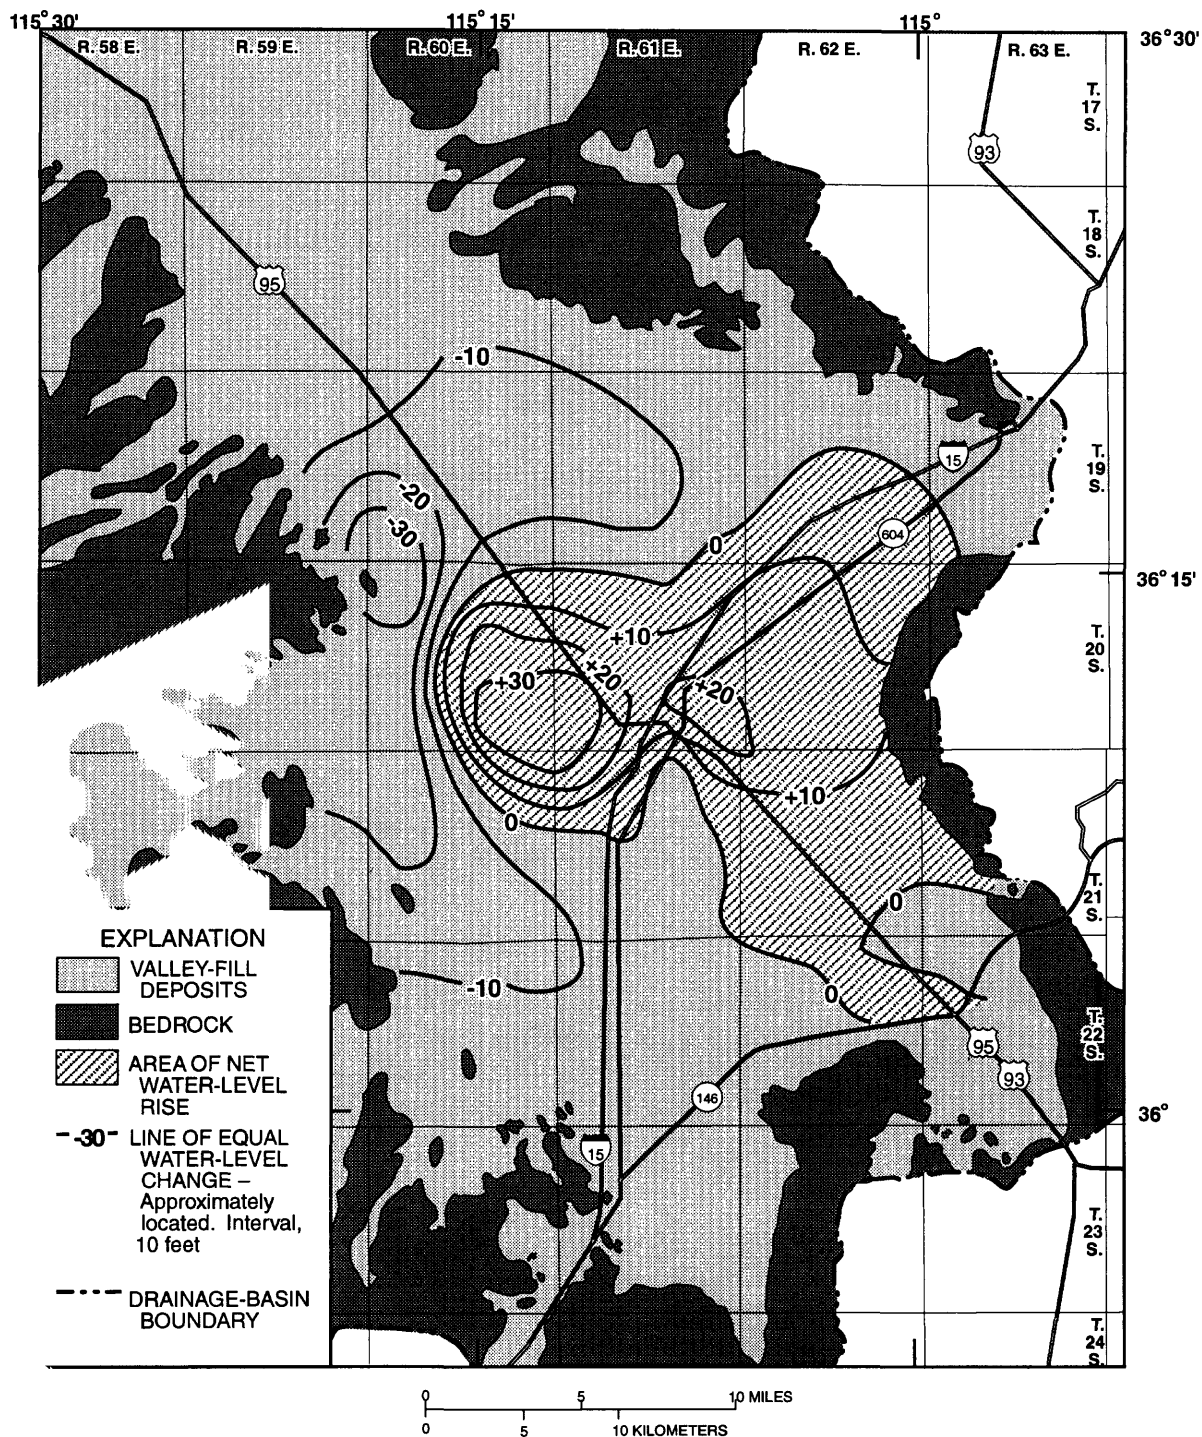 115° 30'
115° 15'
115°
R. 58 E.
R. 59 E.
R. 60 E.
R. 61 E.
R. 62 E.
R. 63 E.
36° 30'
T.
17
S.
93
T.
18
S.
95
-10
T.
19
S.
15
-20
-30
604
0
36° 15'
+10
T.
20
S.
+20
+30
+20
+10
0
T.
21
S.
0
EXPLANATION
VALLEY-FILL
DEPOSITS
BEDROCK
AREA OF NET
WATER-LEVEL
RISE
-30
LINE OF EQUAL
WATER-LEVEL
CHANGE –
Approximately
located. Interval,
10 feet
DRAINAGE-BASIN
BOUNDARY
-10
0
T.
22
S.
95
93
146
36°
15
T.
23
S.
T.
24
S.
0
5
10 MILES
0
5
10 KILOMETERS